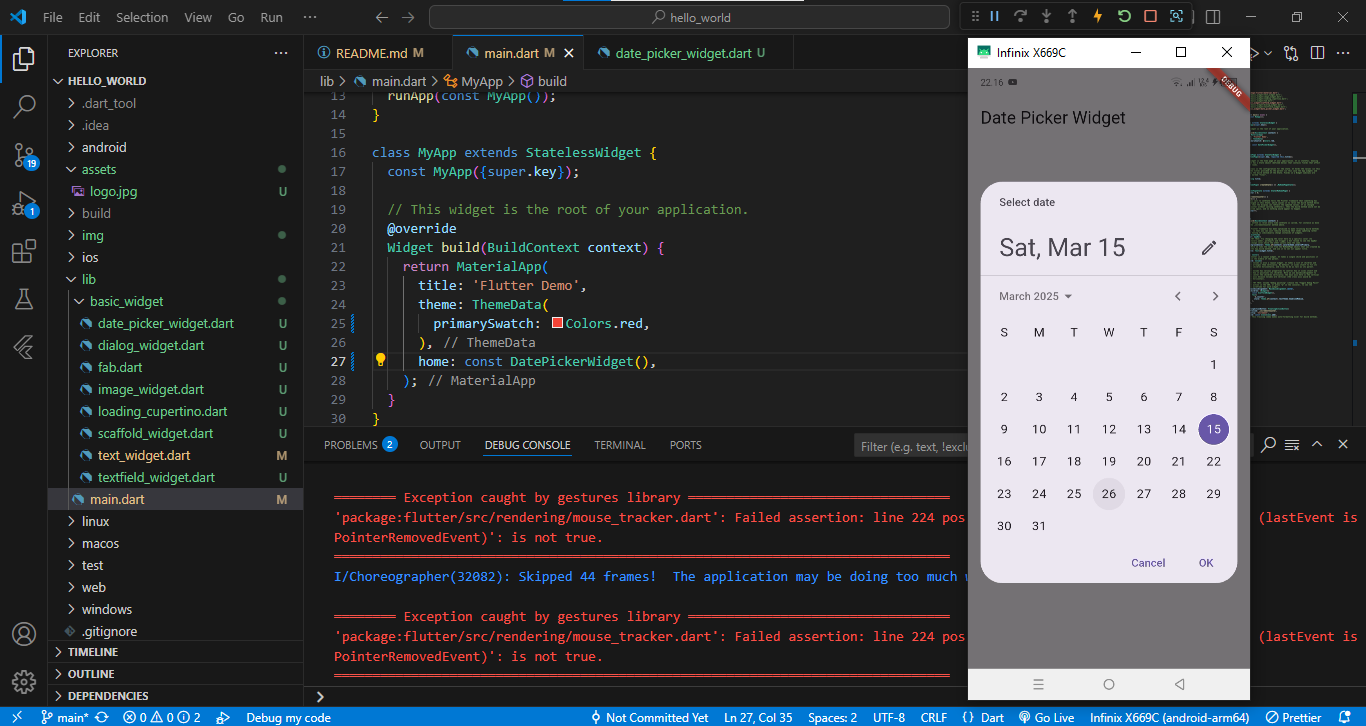 File Edit Selection View Go Run ··· hello_world
EXPLORER ···
HELLO_WORLD
.dart_tool
.idea
android
assets
logo.jpg U
build
img
ios
lib
basic_widget
date_picker_widget.dart U
dialog_widget.dart U
fab.dart U
image_widget.dart U
loading_cupertino.dart U
scaffold_widget.dart U
text_widget.dart M
textfield_widget.dart U
main.dart M
linux
macos
test
web
windows
.gitignore
TIMELINE
OUTLINE
DEPENDENCIES
19
1
README.md M main.dart M date_picker_widget.dart U
lib > main.dart > MyApp > build
13 runApp(const MyApp());
14 }
15
16 class MyApp extends StatelessWidget {
17 const MyApp({super.key});
18
19 // This widget is the root of your application.
20 @override
21 Widget build(BuildContext context) {
22 return MaterialApp(
23 title: 'Flutter Demo',
24 theme: ThemeData(
25 primarySwatch: Colors.red,
26 ), // ThemeData
27 home: const DatePickerWidget(),
28 ); // MaterialApp
29 }
30 }
PROBLEMS 2 OUTPUT DEBUG CONSOLE TERMINAL PORTS Filter (e.g. text, !exclu
════════ Exception caught by gestures library ══════════════════════════════════
'package:flutter/src/rendering/mouse_tracker.dart': Failed assertion: line 224 pos (lastEvent is
PointerRemovedEvent)': is not true.
════════════════════════════════════════════════════════════════════════════════
I/Choreographer(32082): Skipped 44 frames! The application may be doing too much
════════ Exception caught by gestures library ══════════════════════════════════
'package:flutter/src/rendering/mouse_tracker.dart': Failed assertion: line 224 pos (lastEvent is
PointerRemovedEvent)': is not true.
════════════════════════════════════════════════════════════════════════════════
Infinix X669C
22.16
DEBUG
Date Picker Widget
Select date
Sat, Mar 15
March 2025
S M T W T F S
1
2 3 4 5 6 7 8
9 10 11 12 13 14 15
16 17 18 19 20 21 22
23 24 25 26 27 28 29
30 31
Cancel OK
main* 0 0 2 Debug my code Not Committed Yet Ln 27, Col 35 Spaces: 2 UTF-8 CRLF {} Dart Go Live Infinix X669C (android-arm64) Prettier